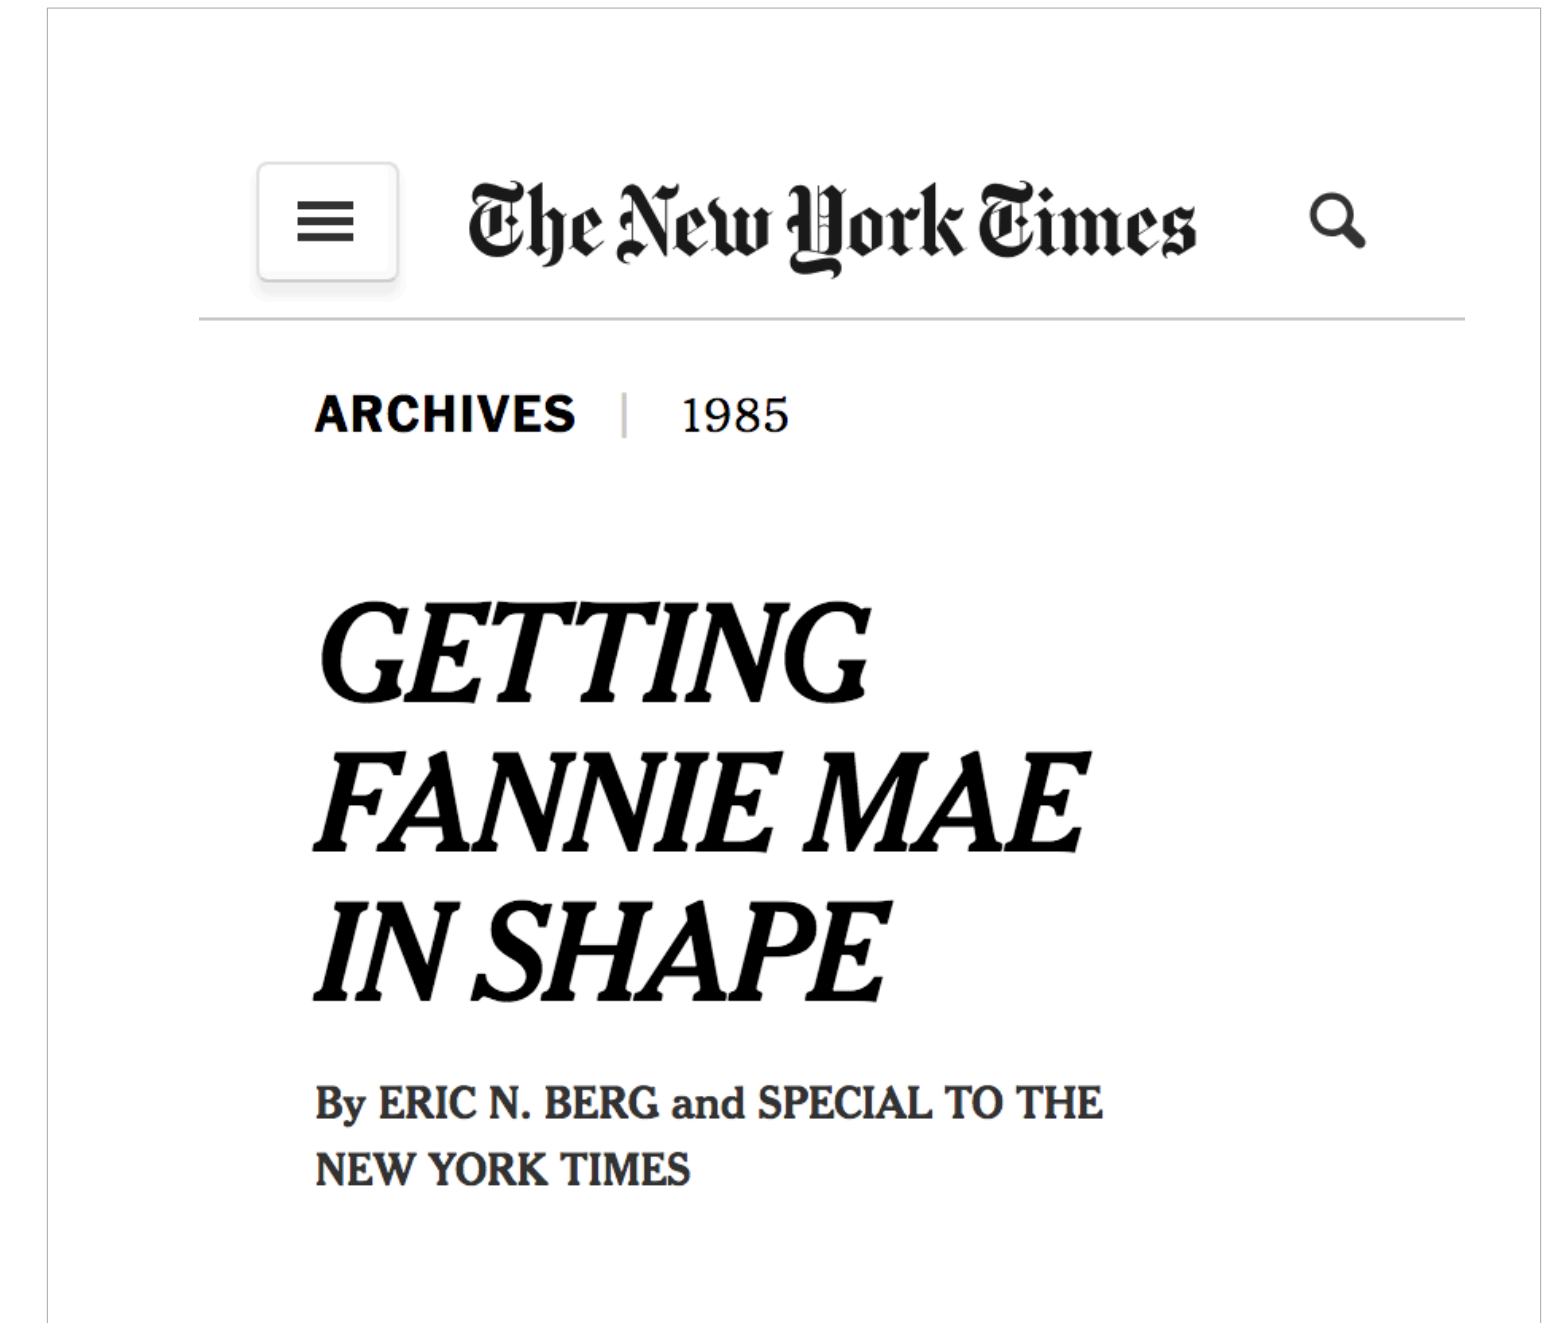 The New York Times
ARCHIVES | 1985
GETTING
FANNIE MAE
IN SHAPE
By ERIC N. BERG and SPECIAL TO THE
NEW YORK TIMES